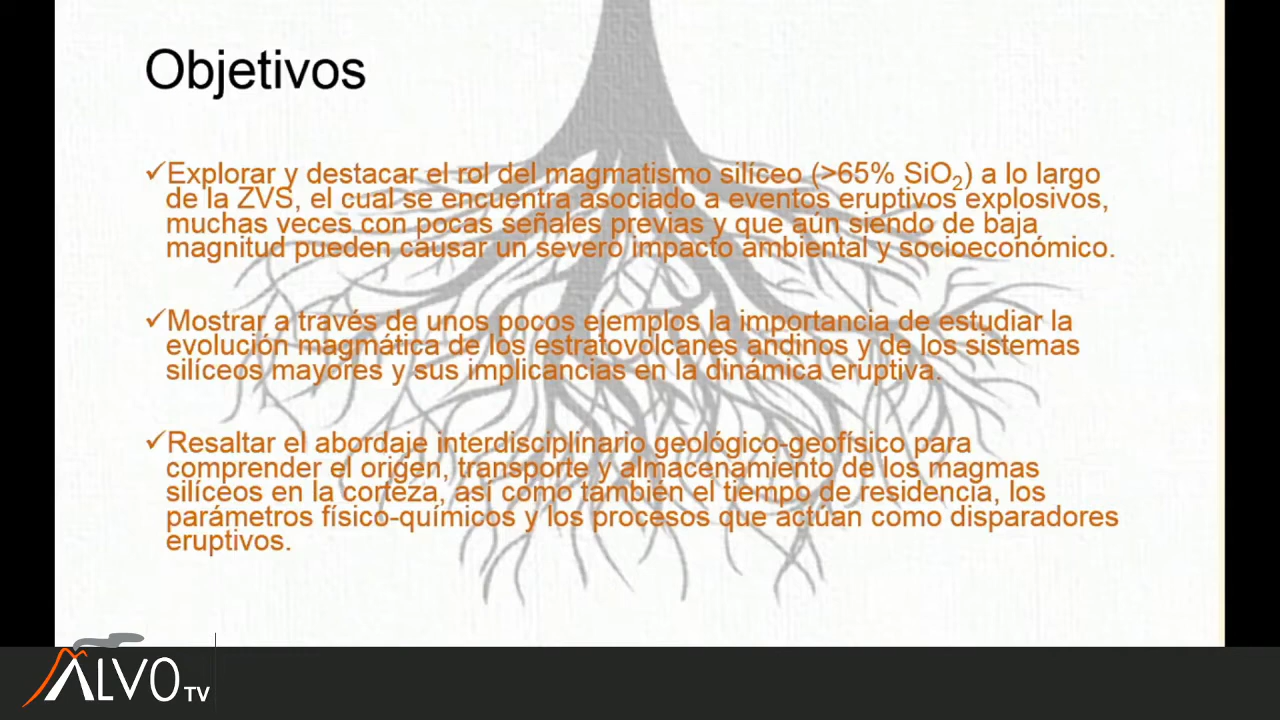 Objetivos
✓Explorar y destacar el rol del magmatismo silíceo (>65% SiO₂) a lo largo
de la ZVS, el cual se encuentra asociado a eventos eruptivos explosivos,
muchas veces con pocas señales previas y que aún siendo de baja
magnitud pueden causar un severo impacto ambiental y socioeconómico.
✓Mostrar a través de unos pocos ejemplos la importancia de estudiar la
evolución magmática de los estratovolcanes andinos y de los sistemas
silíceos mayores y sus implicancias en la dinámica eruptiva.
✓Resaltar el abordaje interdisciplinario geológico-geofísico para
comprender el origen, transporte y almacenamiento de los magmas
silíceos en la corteza, así como también el tiempo de residencia, los
parámetros físico-químicos y los procesos que actúan como disparadores
eruptivos.
ALVO TV